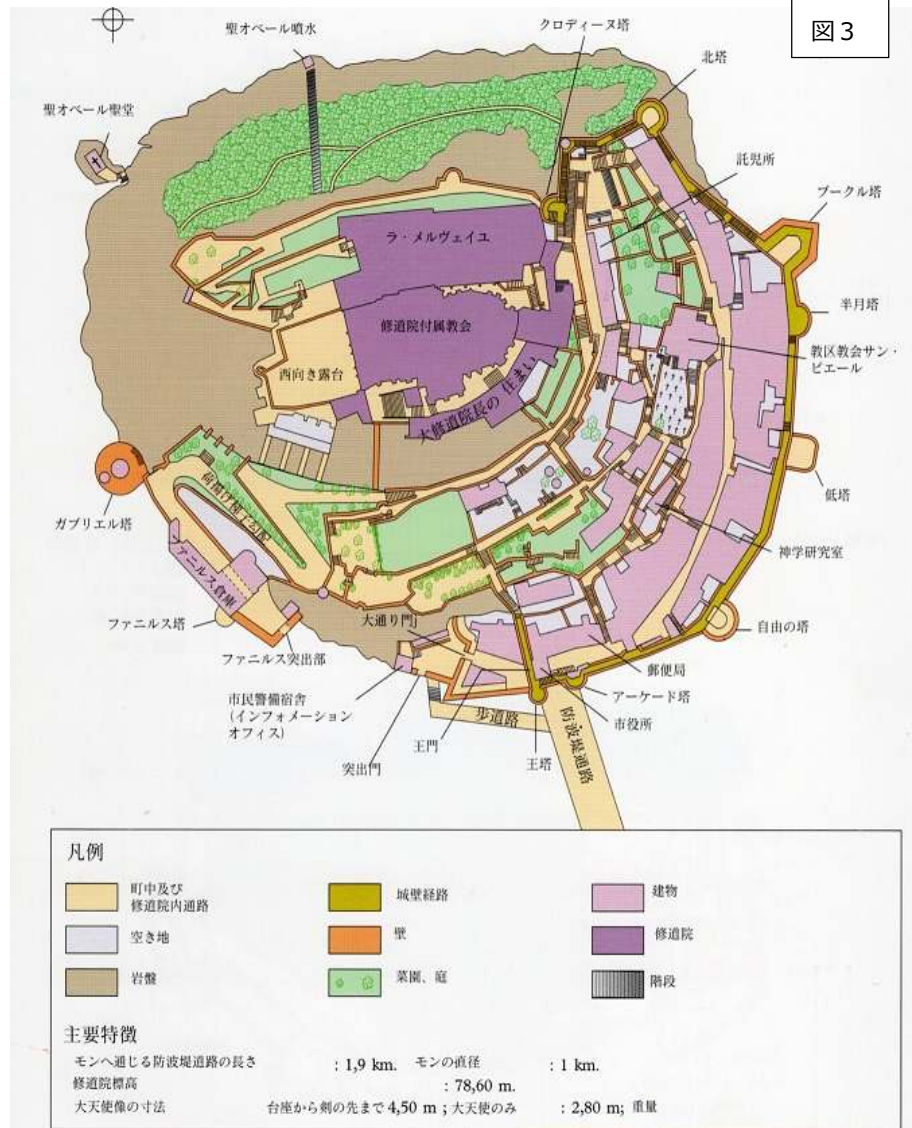 図３
聖オベール噴水
クロディーヌ塔
北塔
聖オベール聖堂
託児所
ブークル塔
ラ・メルヴェイユ
半月塔
修道院付属教会
教区教会サン・
ピエール
西向き露台
大修道院長の住まい
低塔
ガブリエル塔
神学研究室
ファニルス倉庫
ファニルス塔
大通り門j
自由の塔
ファニルス突出部
郵便局
市民警備宿舎
(インフォメーション
オフィス)
アーケード塔
市役所
歩道路
防波堤通路
王門
王塔
突出門
凡例
町中及び
修道院内通路
城壁経路
建物
空き地
壁
修道院
岩盤
菜園、庭
階段
主要特徴
モンへ通じる防波堤道路の長さ : 1,9 km. モンの直径 : 1 km.
修道院標高 : 78,60 m.
大天使像の寸法 台座から剣の先まで 4,50 m ; 大天使のみ : 2,80 m; 重量